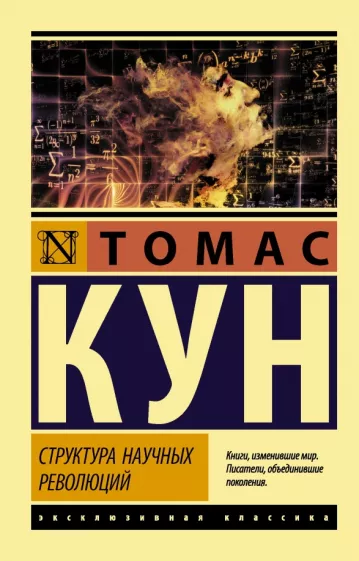 N
ТОМАС
КУН
СТРУКТУРА НАУЧНЫХ
РЕВОЛЮЦИЙ
Книги, изменившие мир.
Писатели, объединившие
поколения.
эксклюзивная классика